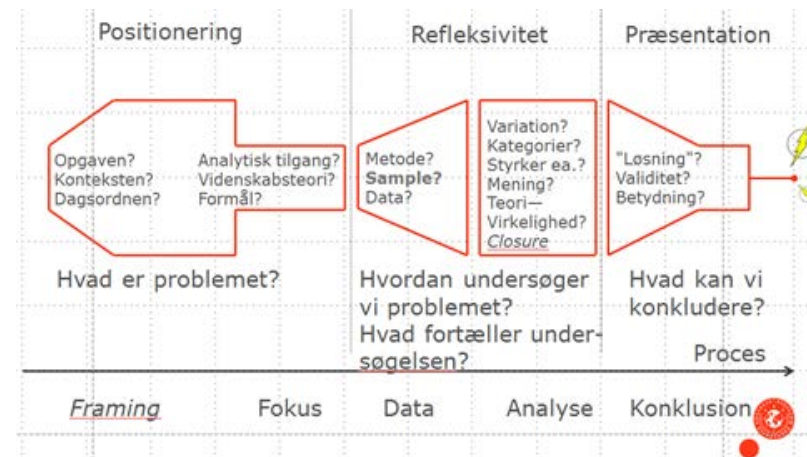 Positionering
Refleksivitet
Præsentation
Opgaven?
Konteksten?
Dagsordnen?
Analytisk tilgang?
Videnskabsteori?
Formål?
Metode?
Sample?
Data?
Variation?
Kategorier?
Styrker ea.?
Mening?
Teori—
Virkelighed?
Closure
"Løsning"?
Validitet?
Betydning?
Hvad er problemet?
Hvordan undersøger
vi problemet?
Hvad fortæller under-
søgelsen?
Hvad kan vi
konkludere?
Proces
Framing
Fokus
Data
Analyse
Konklusion